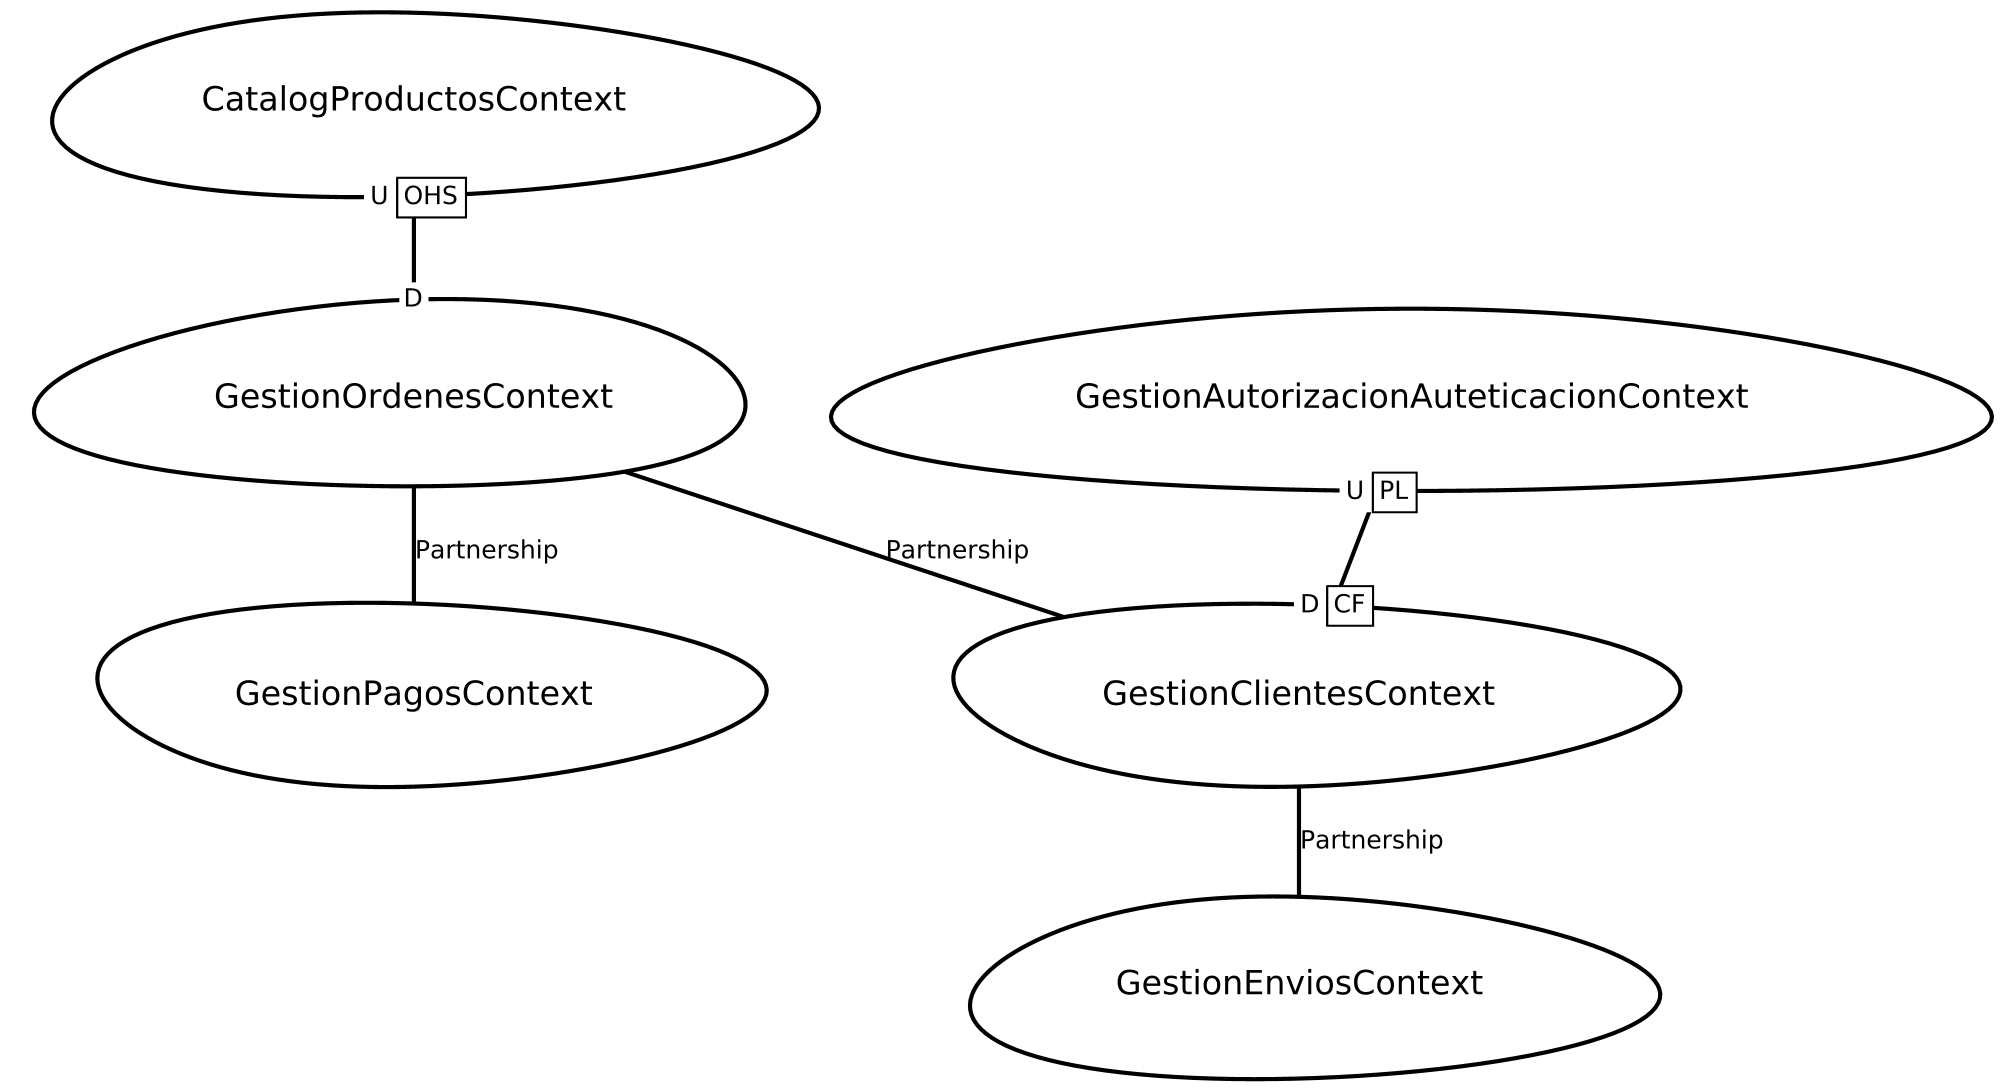 CatalogProductosContext
U OHS
D
GestionOrdenesContext
GestionAutorizacionAuteticacionContext
U PL
Partnership
Partnership
D CF
GestionPagosContext
GestionClientesContext
Partnership
GestionEnviosContext